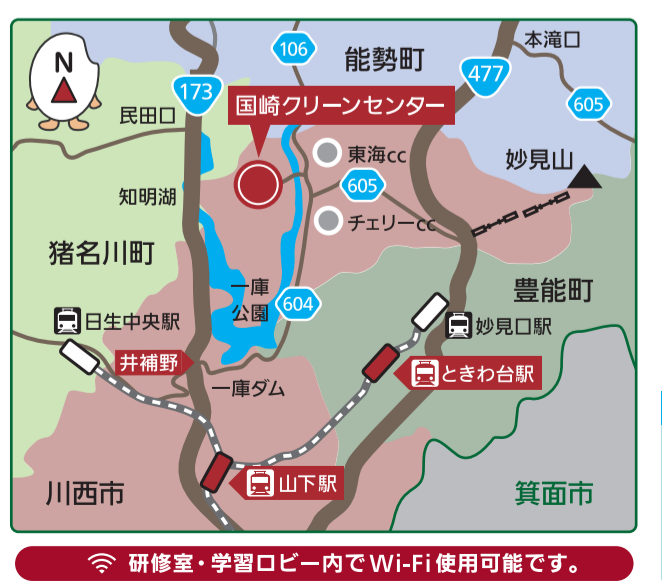 N
106
能勢町
本滝口
173
477
605
国崎クリーンセンター
民田口
東海cc
妙見山
605
知明湖
チェリーcc
猪名川町
一庫
公園
604
豊能町
日生中央駅
妙見口駅
井補野
一庫ダム
ときわ台駅
川西市
山下駅
箕面市
研修室・学習ロビー内でWi-Fi使用可能です。